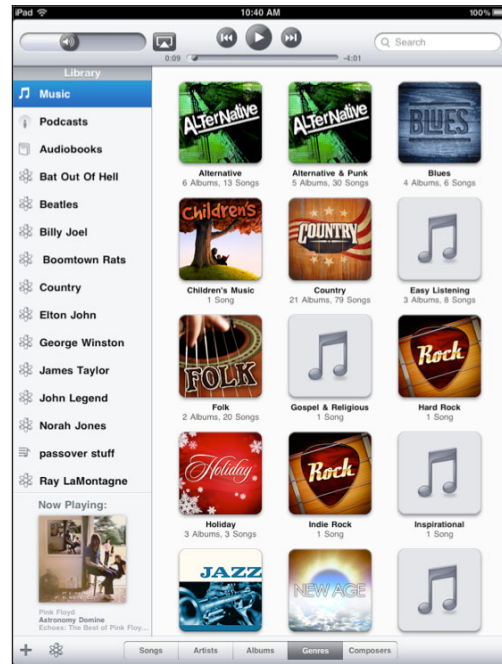 iPad
10:40 AM
100%
0:09
-4:01
Search
Library
Music
Podcasts
Audiobooks
Bat Out Of Hell
Beatles
Billy Joel
Boomtown Rats
Country
Elton John
George Winston
James Taylor
John Legend
Norah Jones
passover stuff
Ray LaMontagne
Now Playing:
Pink Floyd
Astronomy Domine
Echoes: The Best of Pink Floy...
ALTerNative
Alternative
6 Albums, 13 Songs
ALTerNative
Alternative & Punk
5 Albums, 30 Songs
BLUES
Blues
4 Albums, 6 Songs
Children's
Children's Music
1 Song
COUNTRY
Country
21 Albums, 79 Songs
Easy Listening
3 Albums, 8 Songs
FOLK
Folk
2 Albums, 20 Songs
Gospel & Religious
1 Song
Rock
Hard Rock
1 Song
Holiday
Holiday
3 Albums, 3 Songs
Rock
Indie Rock
1 Song
Inspirational
1 Song
JAZZ
NEW AGE
Songs
Artists
Albums
Genres
Composers